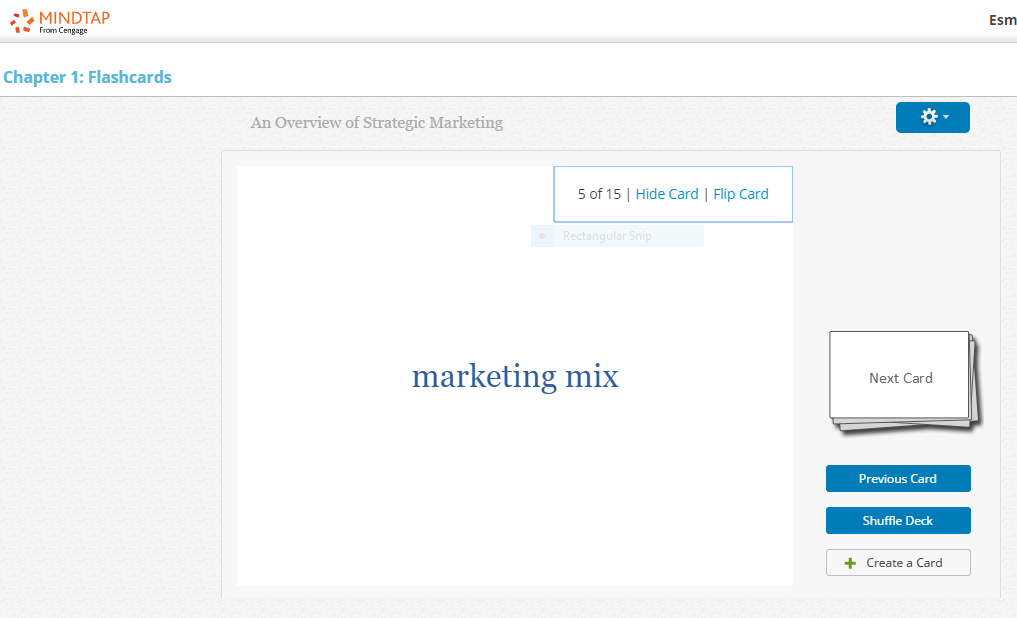 MINDTAP
From Cengage
Esm
Chapter 1: Flashcards
An Overview of Strategic Marketing
5 of 15 | Hide Card | Flip Card
Rectangular Snip
marketing mix
Next Card
Previous Card
Shuffle Deck
Create a Card